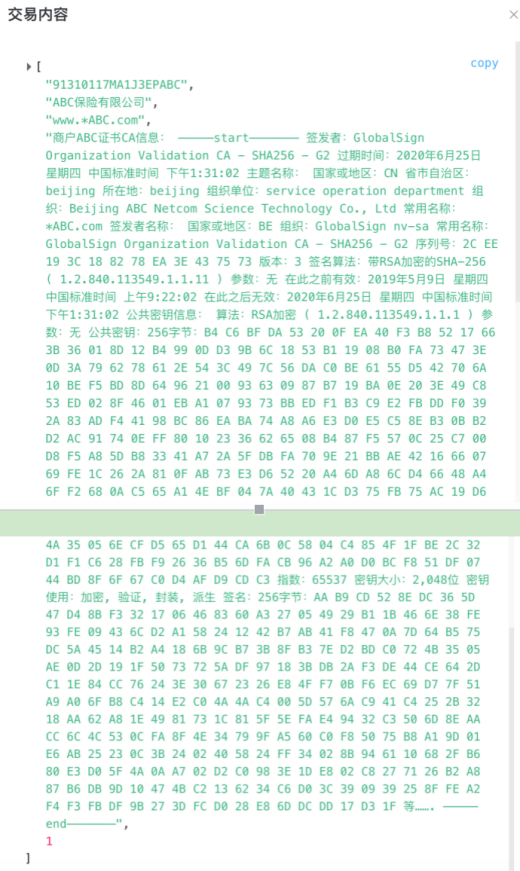 交易内容
copy
[
"91310117MA1J3EPABC",
"ABC保险有限公司",
"www.*ABC.com",
"商户ABC证书CA信息: —————start——————— 签发者: GlobalSign
Organization Validation CA - SHA256 - G2 过期时间: 2020年6月25日
星期四 中国标准时间 下午1:31:02 主题名称: 国家或地区: CN 省市自治区:
beijing 所在地: beijing 组织单位: service operation department 组
织: Beijing ABC Netcom Science Technology Co., Ltd 常用名称:
*ABC.com 签发者名称: 国家或地区: BE 组织: GlobalSign nv-sa 常用名称:
GlobalSign Organization Validation CA - SHA256 - G2 序列号: 2C EE
19 3C 18 82 78 EA 3E 43 75 73 版本: 3 签名算法: 带RSA加密的SHA-256
( 1.2.840.113549.1.1.11 ) 参数: 无 在此之前有效: 2019年5月9日 星期四
中国标准时间 上午9:22:02 在此之后无效: 2020年6月25日 星期四 中国标准时间
下午1:31:02 公共密钥信息: 算法: RSA加密 ( 1.2.840.113549.1.1.1 ) 参
数: 无 公共密钥: 256字节: B4 C6 BF DA 53 20 0F EA 40 F3 B8 52 17 66
3B 36 01 8D 12 B4 99 0D D3 9B 6C 18 53 B1 19 08 B0 FA 73 47 3E
0D 3A 79 62 78 61 2E 54 3C 49 7C 56 DA C0 BE 61 55 D5 42 70 6A
10 BE F5 BD 8D 64 96 21 00 93 63 09 87 B7 19 BA 0E 20 3E 49 C8
53 ED 02 8F 46 01 EB A1 07 93 73 BB ED F1 B3 C9 E2 FB DD F0 39
2A 83 AD F4 41 98 BC 86 EA BA 74 A8 A6 E3 D0 E5 C5 8E B3 0B B2
D2 AC 91 74 0E FF 80 10 23 36 62 65 08 B4 87 F5 57 0C 25 C7 00
D8 F5 A8 5D B8 33 41 A7 2A 5F DB FA 70 9E 21 BB AE 42 16 66 07
69 FE 1C 26 2A 81 0F AB 73 E3 D6 52 20 A4 6D A8 6C D4 66 48 A4
6F F2 68 0A C5 65 A1 4E BF 04 7A 40 43 1C D3 75 FB 75 AC 19 D6
4A 35 05 6E CF D5 65 D1 44 CA 6B 0C 58 04 C4 85 4F 1F BE 2C 32
D1 F1 C6 28 FB F9 26 36 B5 6D FA CB 96 A2 A0 D0 BC F8 51 DF 07
44 BD 8F 6F 67 C0 D4 AF D9 CD C3 指数: 65537 密钥大小: 2,048位 密钥
使用: 加密, 验证, 封装, 派生 签名: 256字节: AA B9 CD 52 8E DC 36 5D
47 D4 8B F3 32 17 06 46 83 60 A3 27 05 49 29 B1 1B 46 6E 38 FE
93 FE 09 43 6C D2 A1 58 24 12 42 B7 AB 41 F8 47 0A 7D 64 B5 75
DC 5A 45 14 B2 A4 18 6B 9C B7 3B 8F B3 7E D2 BD C0 72 4B 35 05
AE 0D 2D 19 1F 50 73 72 5A DF 97 18 3B DB 2A F3 DE 44 CE 64 2D
C1 1E 84 CC 76 24 3E 30 67 23 26 E8 4F F7 0B F6 EC 69 D7 7F 51
A9 A0 6F B8 C4 14 E2 C0 4A 4A C4 00 5D 57 6A C9 41 C4 25 2B 32
18 AA 62 A8 1E 49 81 73 1C 81 5F 5E FA E4 94 32 C3 50 6D 8E AA
CC 6C 4C 53 0C FA 8F 4E 34 79 9F A5 60 C0 F8 50 75 B8 A1 9D 01
E6 AB 25 23 0C 3B 24 02 40 58 24 FF 34 02 8B 94 61 10 68 2F B6
80 E3 D0 5F 4A 0A A7 02 D2 C0 98 3E 1D E8 02 C8 27 71 26 B2 A8
87 B6 DB 9D 10 47 4B C2 13 62 34 C6 D0 3C 39 09 39 25 8F FE A2
F4 F3 FB DF 9B 27 3D FC D0 28 E8 6D DC DD 17 D3 1F 等……. —————
end————————",
1
]